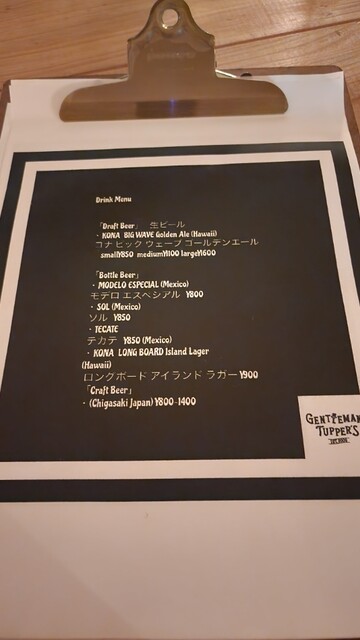 Drink Menu
「Draft Beer」 生ビール
・KONA BIG WAVE Golden Ale (Hawaii)
コナ ビック ウェーブ ゴールデンエール
small¥850 medium¥1100 large¥1600
「Bottle Beer」
・MODELO ESPECIAL (Mexico)
モデロ エスペシアル ¥800
・SOL (Mexico)
ソル ¥850
・TECATE
テカテ ¥850 (Mexico)
・KONA LONG BOARD Island Lager
(Hawaii)
ロングボード アイランド ラガー ¥900
「Craft Beer」
・(Chigasaki Japan) ¥800-1400
GENTLEMAN
TUPPER'S